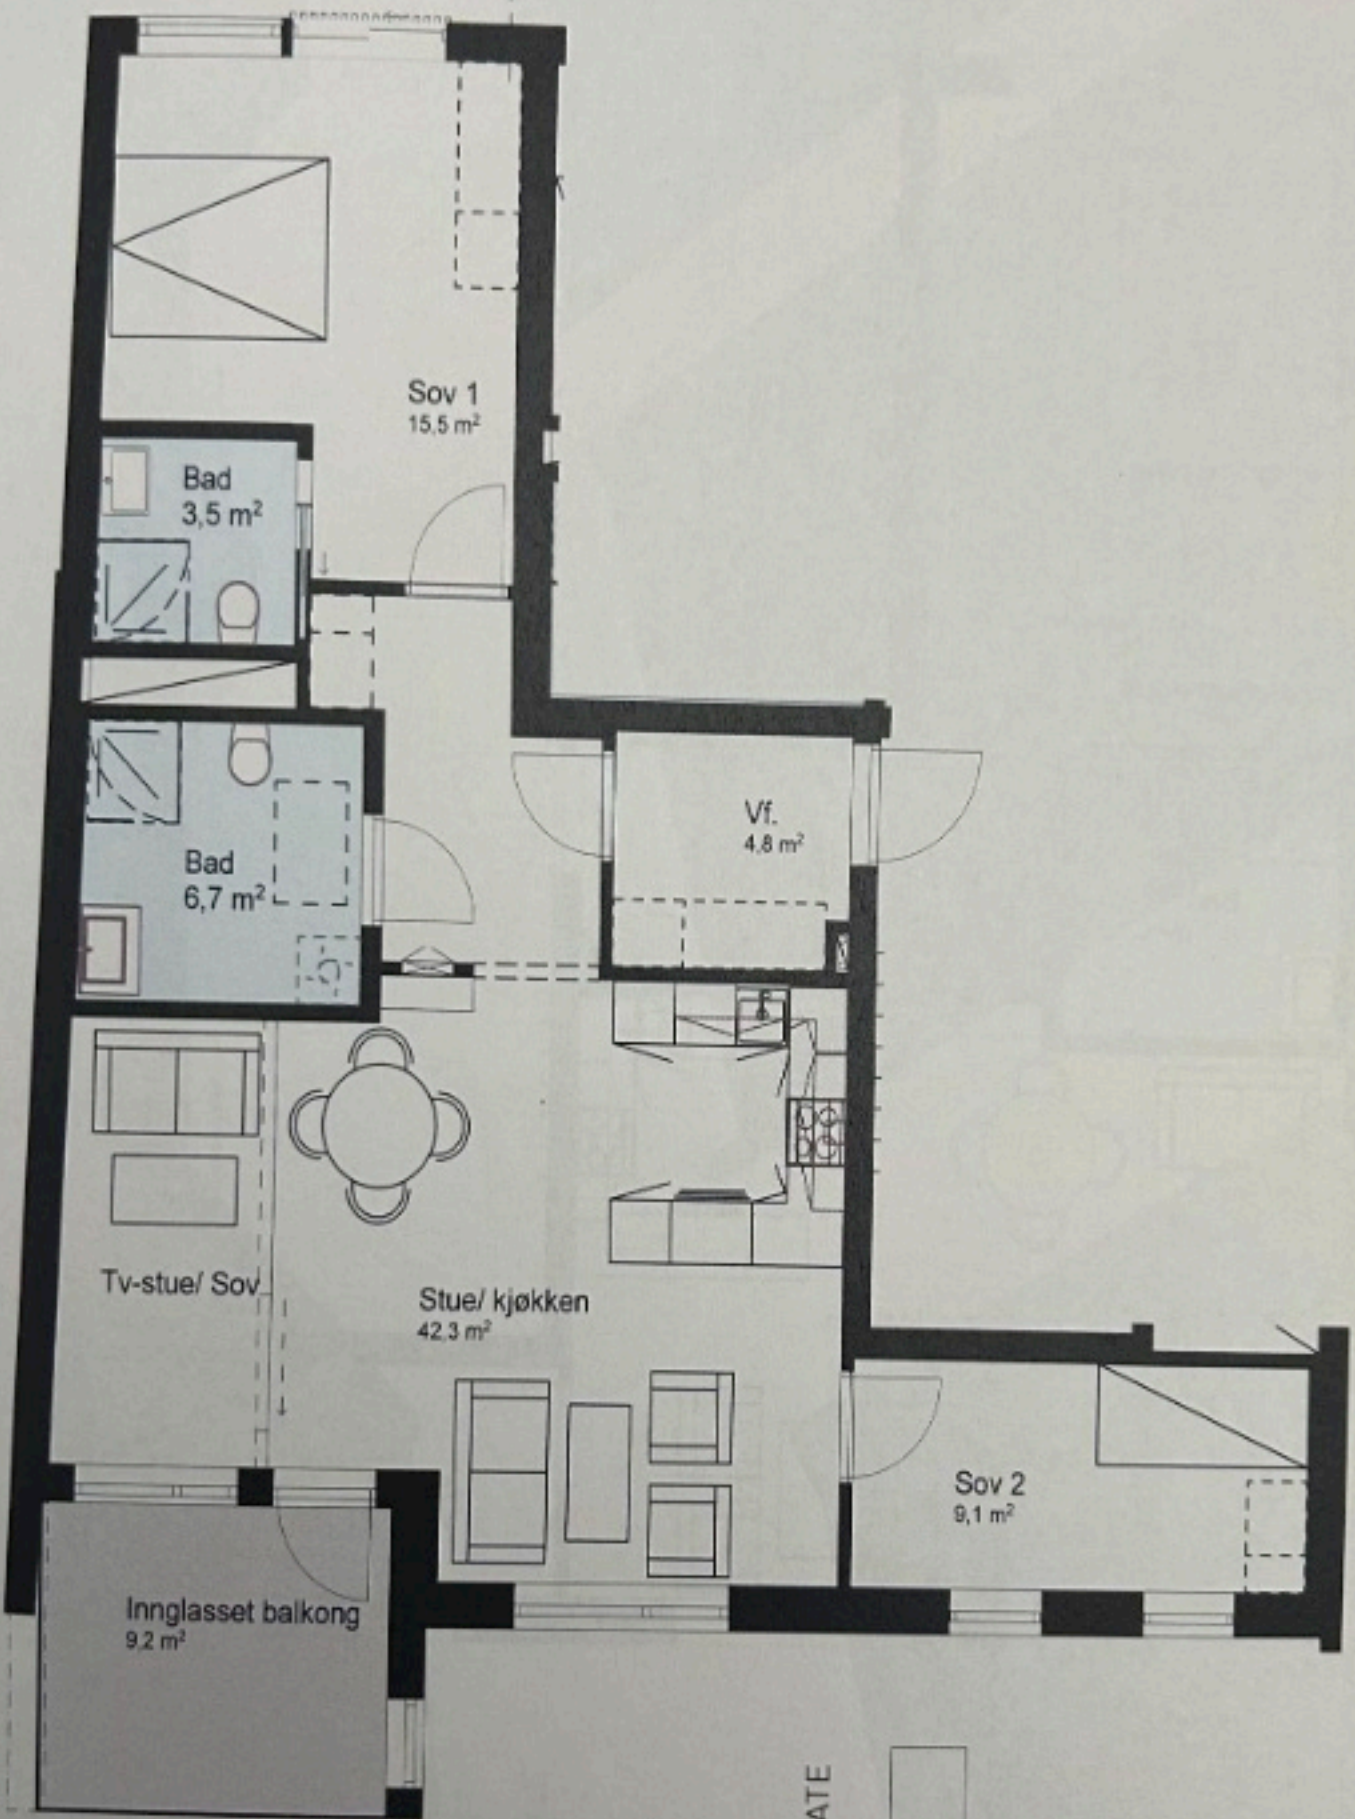 Sov 1
15,5 m²
Bad
3,5 m²
Vf.
4,8 m²
Bad
6,7 m²
Tv-stue/ Sov
Stue/ kjøkken
42,3 m²
Sov 2
9,1 m²
Innglasset balkong
9,2 m²
ATE